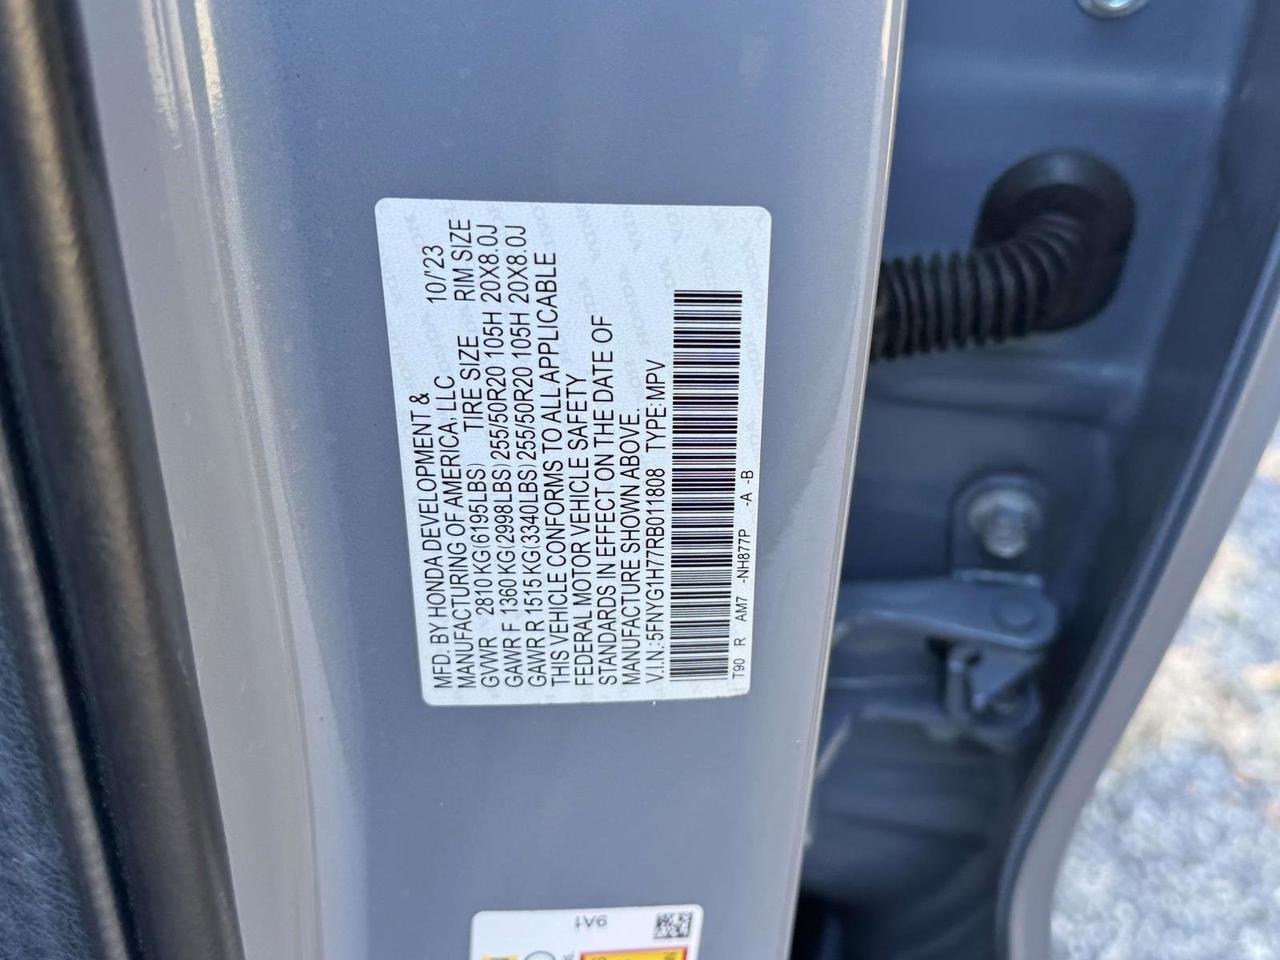 MFD. BY HONDA DEVELOPMENT &
MANUFACTURING OF AMERICA, LLC 10/'23
GVWR 2810 KG(6195LBS) TIRE SIZE RIM SIZE
GAWR F 1360 KG(2998LBS) 255/50R20 105H 20X8.0J
GAWR R 1515 KG(3340LBS) 255/50R20 105H 20X8.0J
THIS VEHICLE CONFORMS TO ALL APPLICABLE
FEDERAL MOTOR VEHICLE SAFETY
STANDARDS IN EFFECT ON THE DATE OF
MANUFACTURE SHOWN ABOVE.
V.I.N.:5FNYG1H77RB011808 TYPE:MPV
T90 R AM7 -NH877P -A -B
9A1